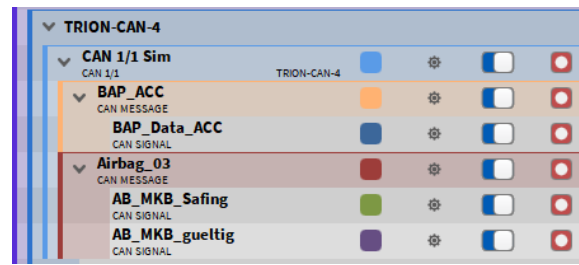 TRION-CAN-4
CAN 1/1 Sim
CAN 1/1 TRION-CAN-4
BAP_ACC
CAN MESSAGE
BAP_Data_ACC
CAN SIGNAL
Airbag_03
CAN MESSAGE
AB_MKB_Safing
CAN SIGNAL
AB_MKB_gueltig
CAN SIGNAL